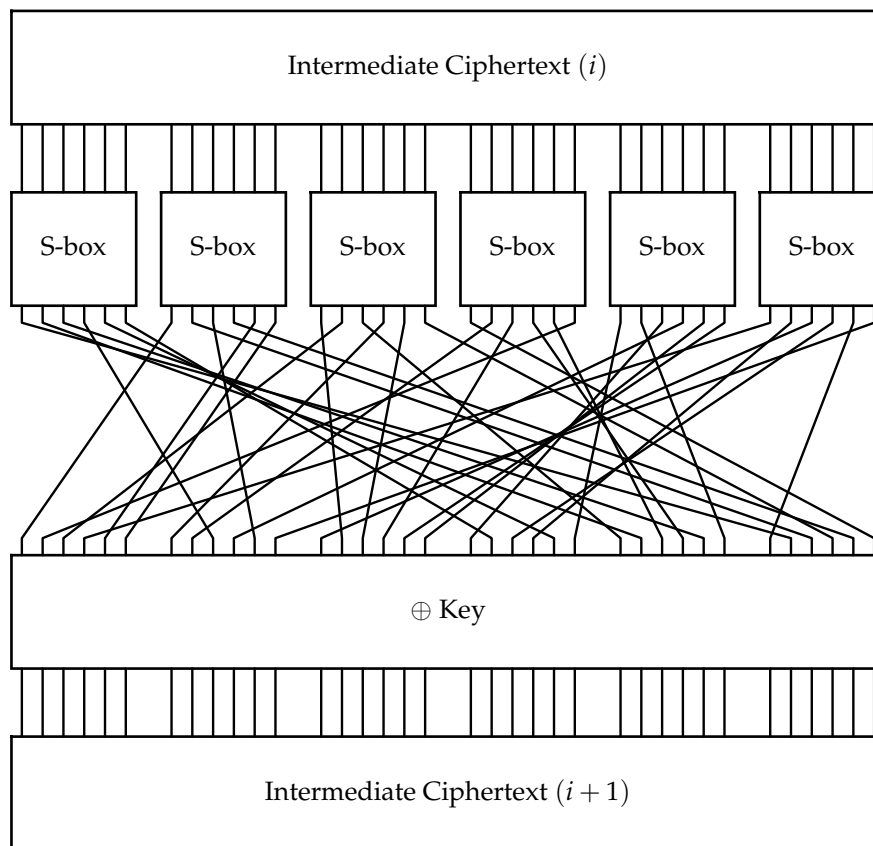 Intermediate Ciphertext (i)
S-box S-box S-box S-box S-box S-box
⊕ Key
Intermediate Ciphertext (i + 1)